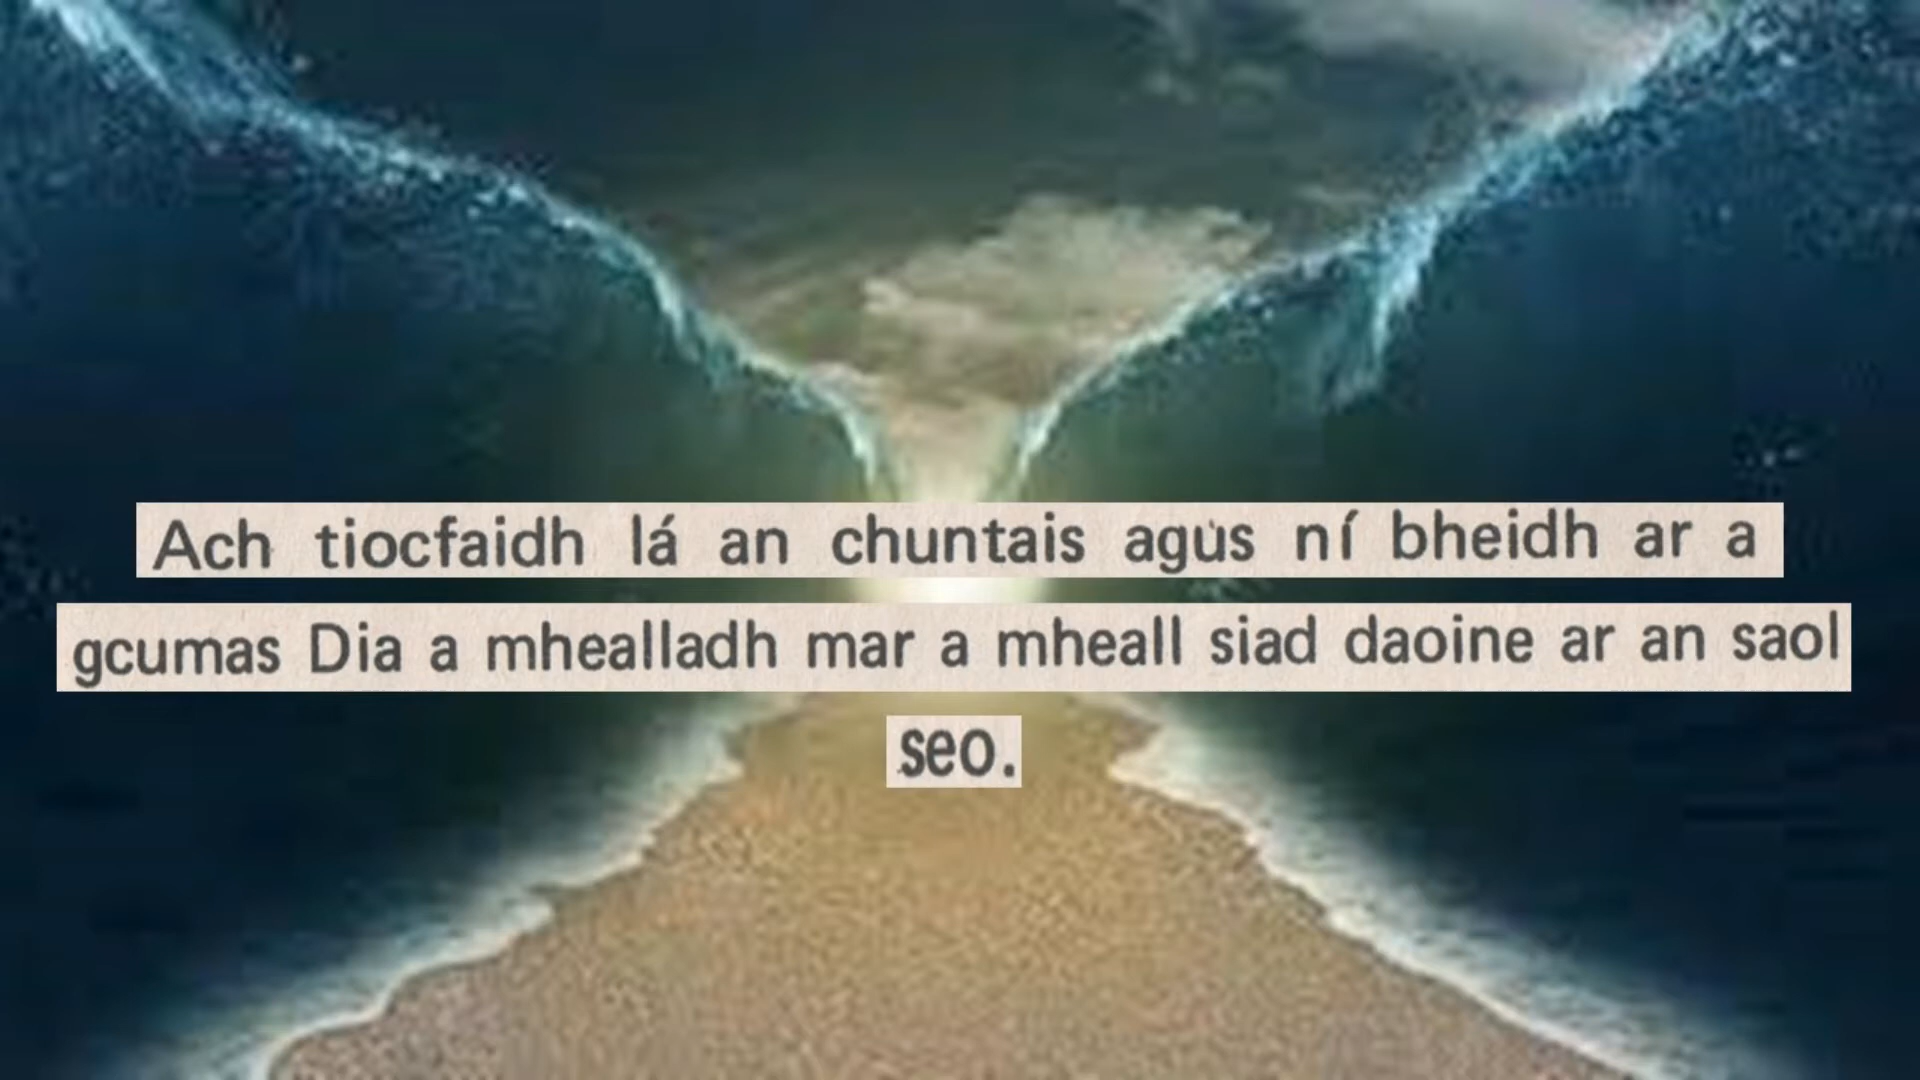 Ach tiocfaidh lá an chuntais agus ní bheidh ar a
gcumas Dia a mhealladh mar a mheall siad daoine ar an saol
seo.